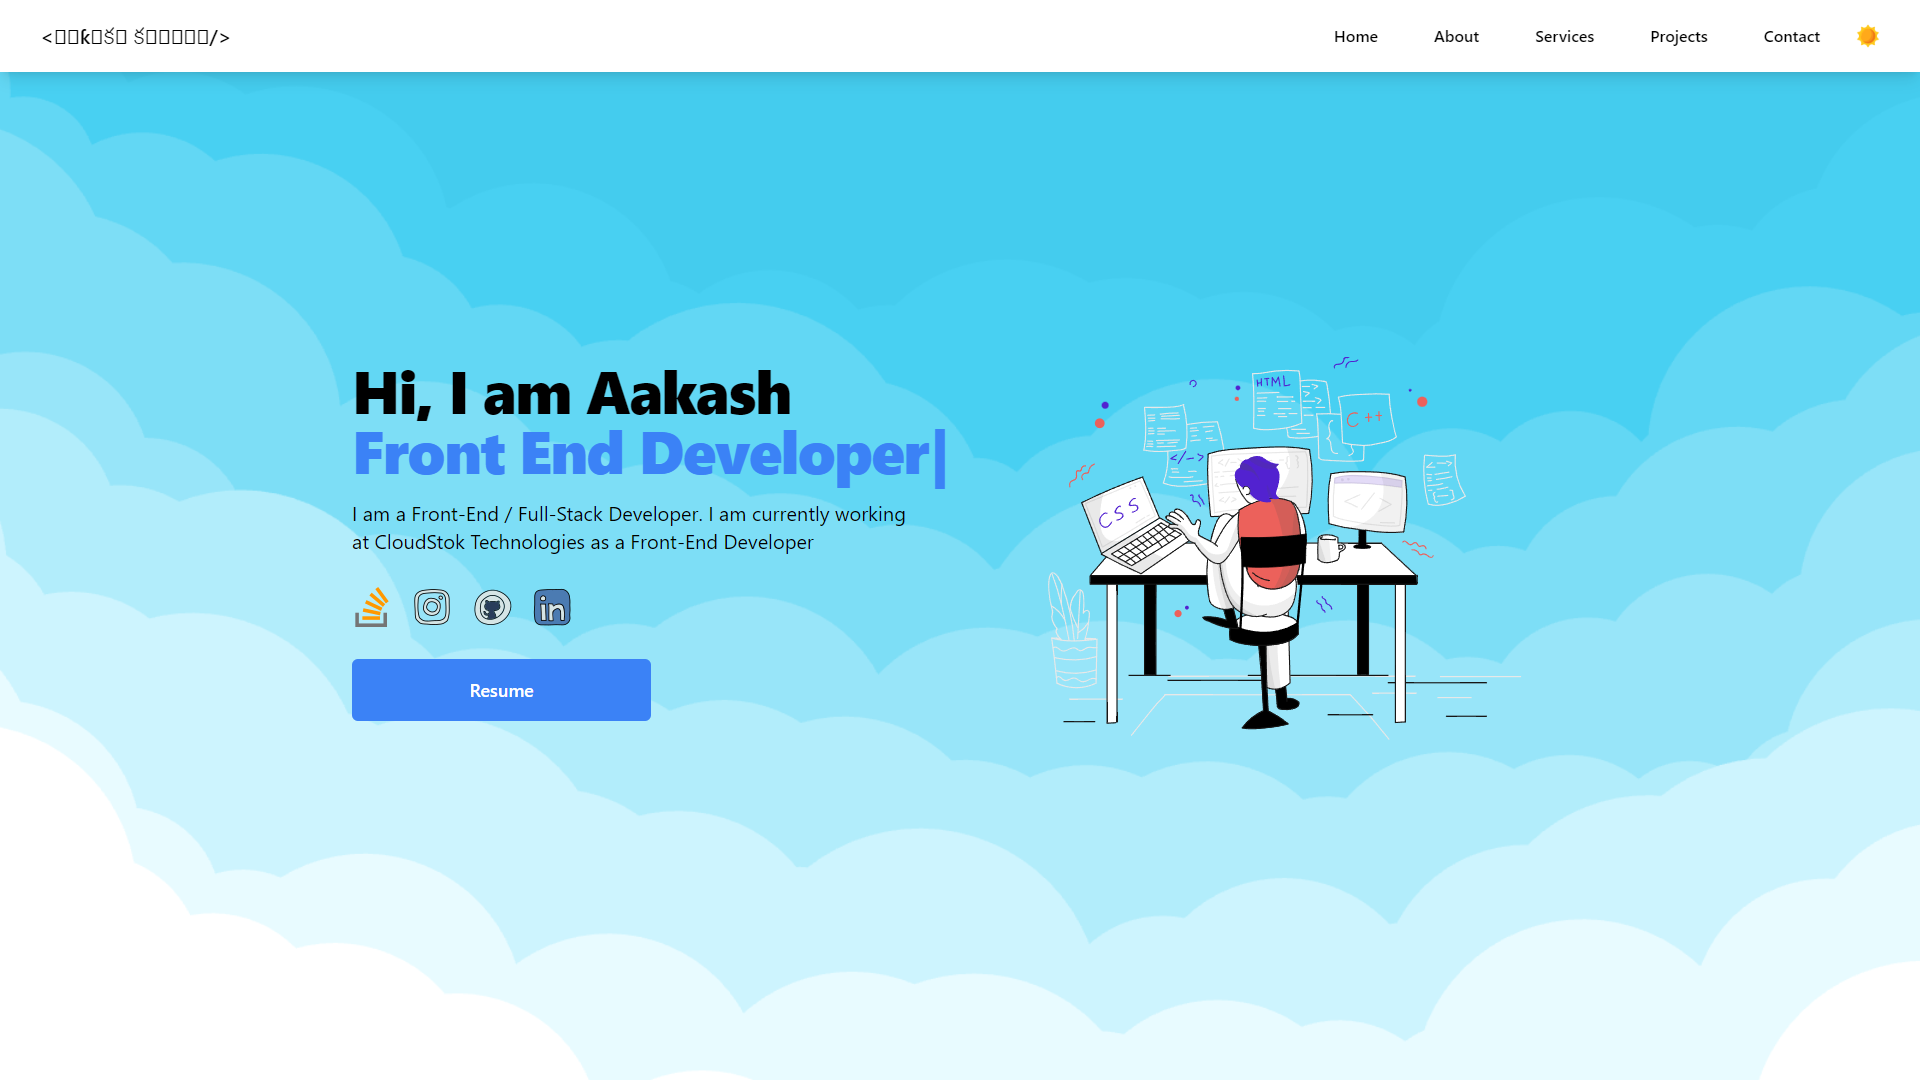 Home
About
Services
Projects
Contact
Hi, I am Aakash
Front End Developer|
I am a Front-End / Full-Stack Developer. I am currently working
at CloudStok Technologies as a Front-End Developer
in
Resume
HTML
C++
</-->
CSS
</>